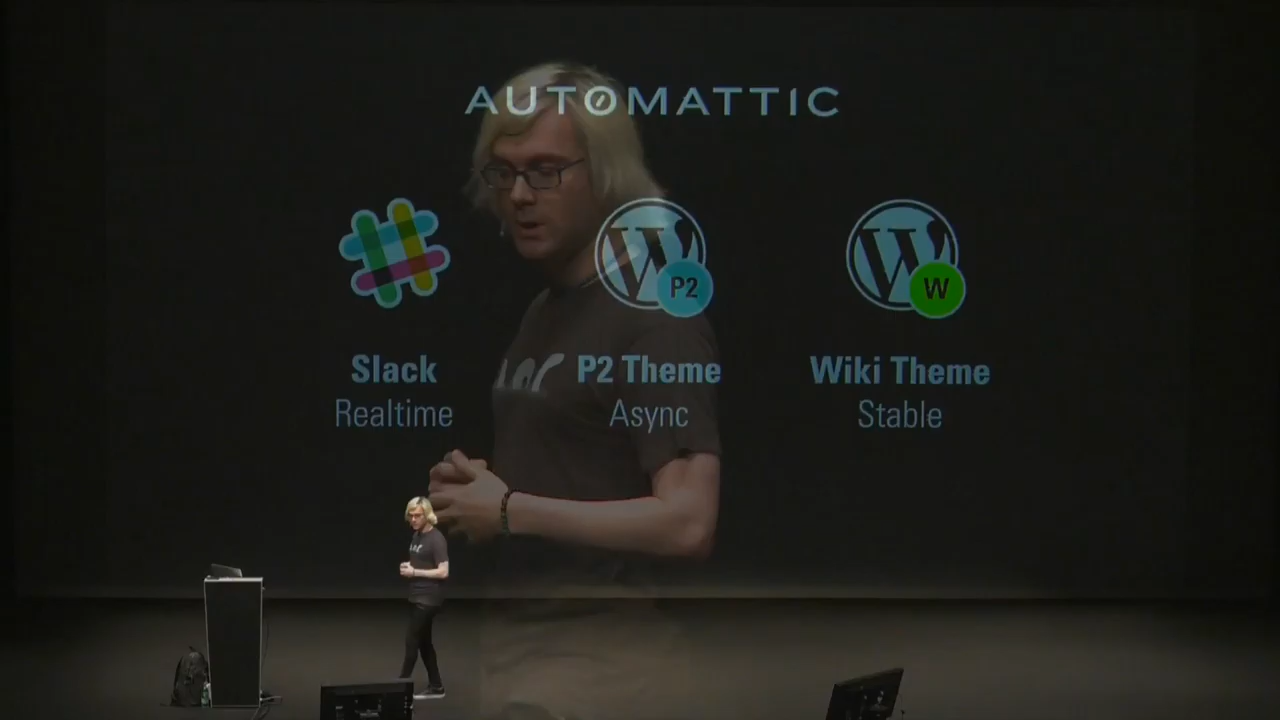 AUTOMATTIC
P2
W
Slack
P2 Theme
Wiki Theme
Realtime
Async
Stable